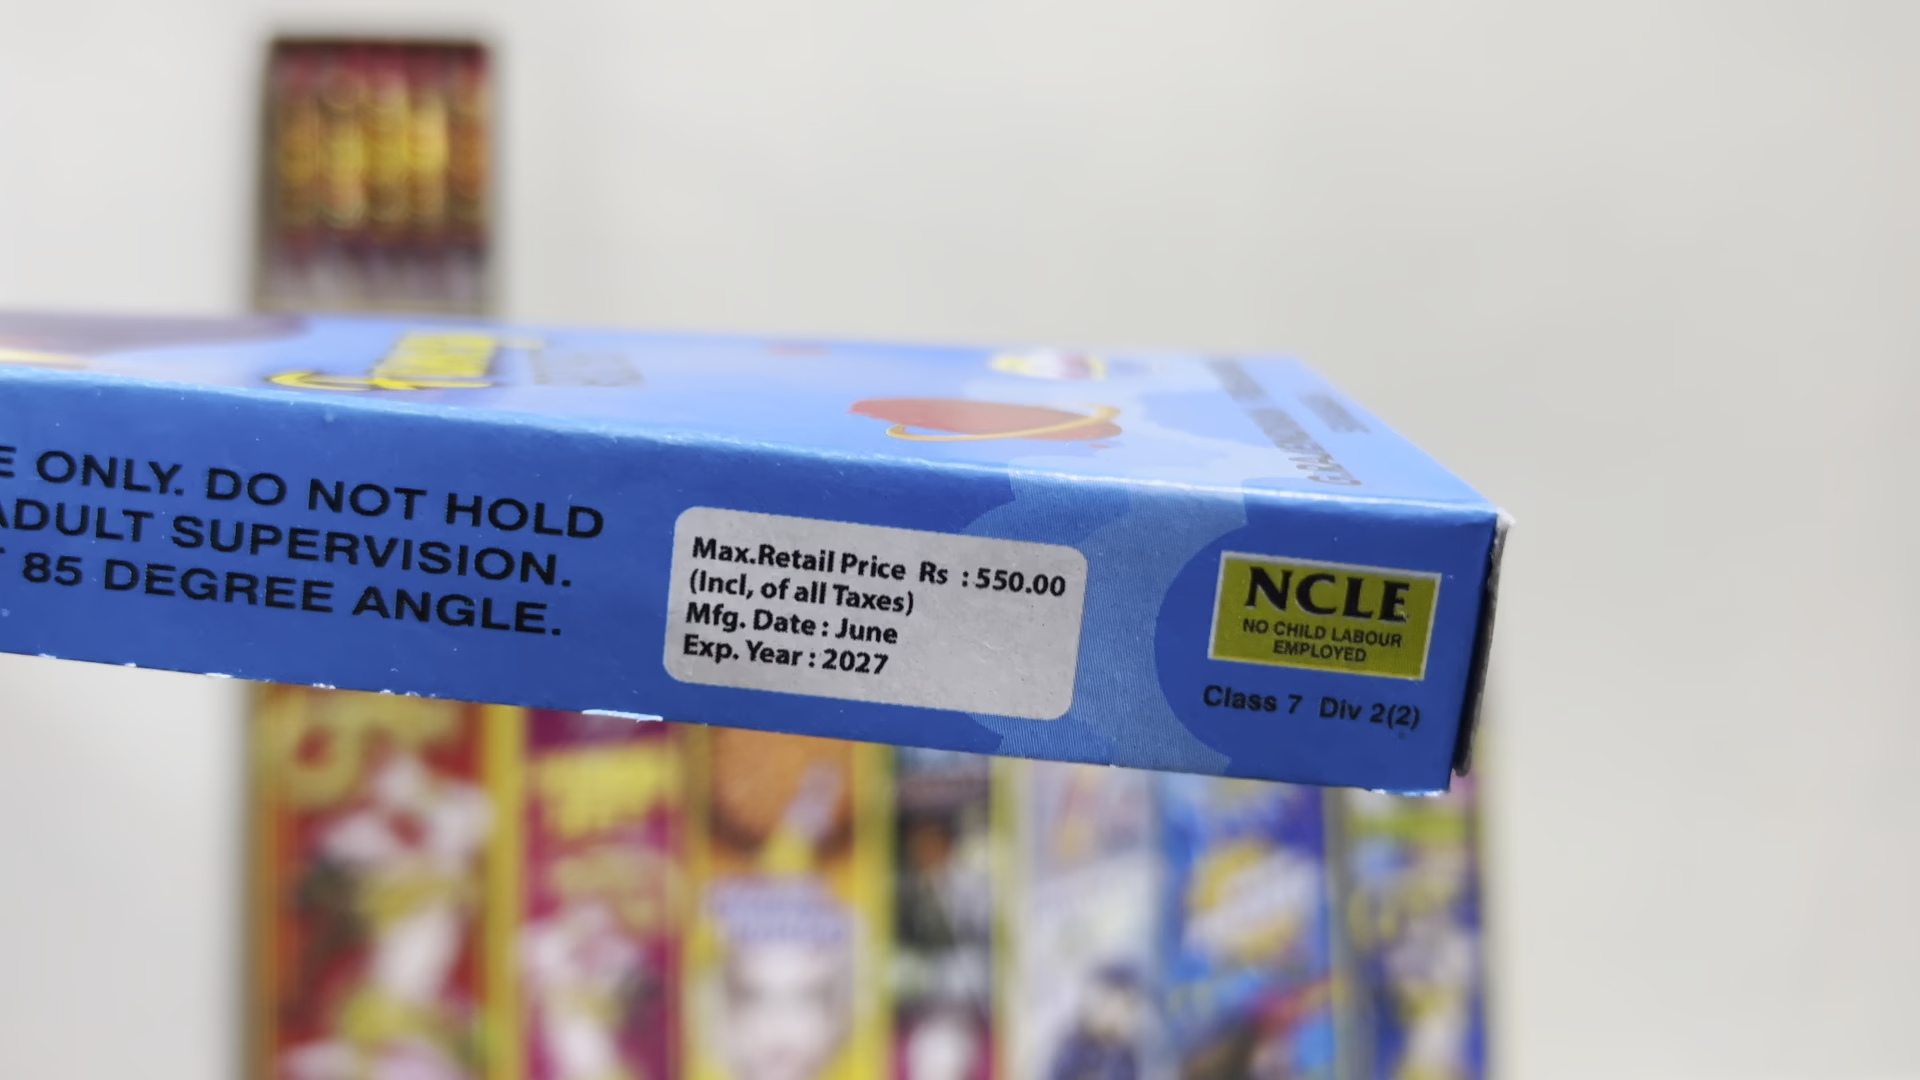 ONLY. DO NOT HOLD
ADULT SUPERVISION.
85 DEGREE ANGLE.
Max.Retail Price Rs : 550.00
(Incl, of all Taxes)
Mfg. Date : June
Exp. Year : 2027
NCLE
NO CHILD LABOUR
EMPLOYED
Class 7 Div 2(2)